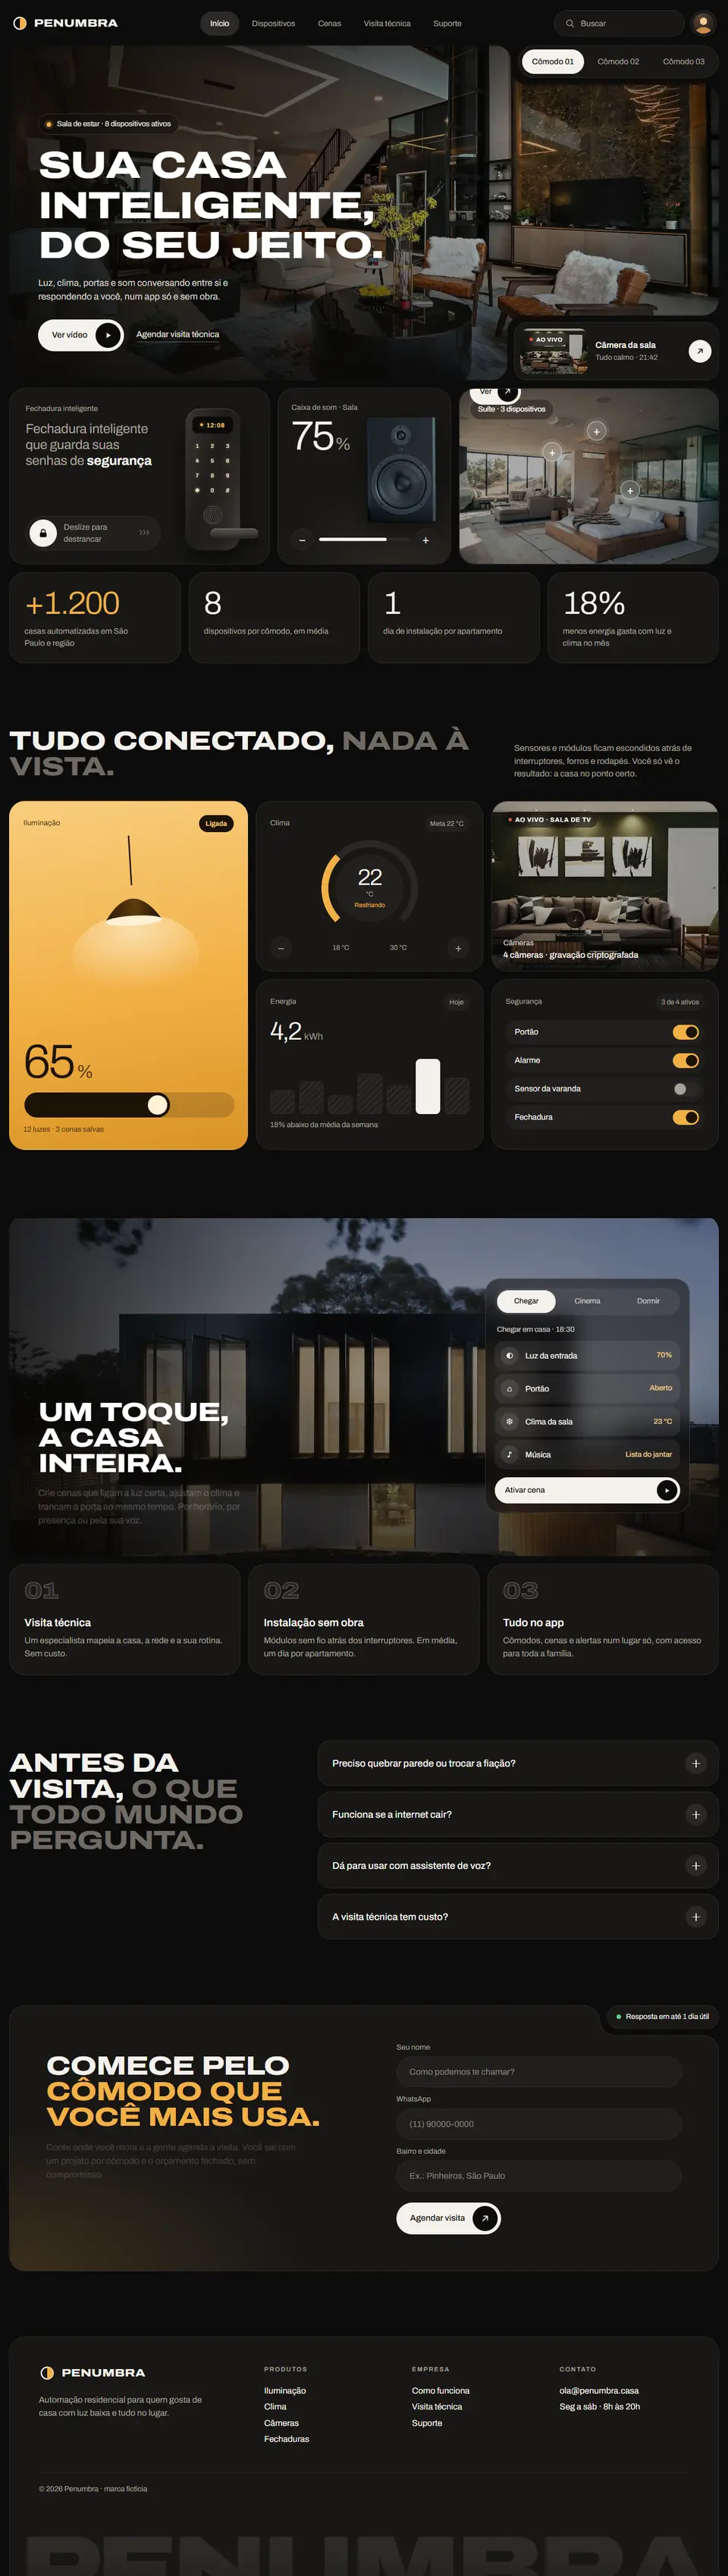 PENUMBRA
Início
Dispositivos
Cenas
Visita técnica
Suporte
Buscar
Cômodo 01
Cômodo 02
Cômodo 03
Sala de estar · 8 dispositivos ativos
SUA CASA
INTELIGENTE,
DO SEU JEITO.
Luz, clima, portas e som conversando entre si e
respondendo a você, num app só e sem obra.
Ver vídeo
Agendar visita técnica
AO VIVO
Câmera da sala
Tudo calmo · 21:42
Fechadura inteligente
Fechadura inteligente
que guarda suas
senhas de segurança
12:08
1 2 3
4 5 6
7 8 9
✱ 0 #
Deslize para
destrancar
Caixa de som · Sala
75%
−
+
Ver
Suíte · 3 dispositivos
+
+
+
+1.200
casas automatizadas em São
Paulo e região
8
dispositivos por cômodo, em média
1
dia de instalação por apartamento
18%
menos energia gasta com luz e
clima no mês
TUDO CONECTADO, NADA À
VISTA.
Sensores e módulos ficam escondidos atrás de
interruptores, forros e rodapés. Você só vê o
resultado: a casa no ponto certo.
Iluminação
Ligada
65%
12 luzes · 3 cenas salvas
Clima
Meta 22 °C
22
°C
Resfriando
−
18 °C
30 °C
+
AO VIVO · SALA DE TV
Câmeras
4 câmeras · gravação criptografada
Energia
Hoje
4,2 kWh
18% abaixo da média da semana
Segurança
3 de 4 ativos
Portão
Alarme
Sensor da varanda
Fechadura
UM TOQUE,
A CASA
INTEIRA.
Crie cenas que ligam a luz certa, ajustam o clima e
trancam a porta ao mesmo tempo. Por horário, por
presença ou pela sua voz.
Chegar
Cinema
Dormir
Chegar em casa · 18:30
Luz da entrada
70%
Portão
Aberto
Clima da sala
23 °C
Música
Lista do jantar
Ativar cena
01
Visita técnica
Um especialista mapeia a casa, a rede e a sua rotina.
Sem custo.
02
Instalação sem obra
Módulos sem fio atrás dos interruptores. Em média,
um dia por apartamento.
03
Tudo no app
Cômodos, cenas e alertas num lugar só, com acesso
para toda a família.
ANTES DA
VISITA, O QUE
TODO MUNDO
PERGUNTA.
Preciso quebrar parede ou trocar a fiação?
Funciona se a internet cair?
Dá para usar com assistente de voz?
A visita técnica tem custo?
Resposta em até 1 dia útil
COMECE PELO
CÔMODO QUE
VOCÊ MAIS USA.
Conte onde você mora e a gente agenda a visita. Você sai com
um projeto por cômodo e o orçamento fechado, sem
compromisso.
Seu nome
Como podemos te chamar?
WhatsApp
(11) 90000-0000
Bairro e cidade
Ex.: Pinheiros, São Paulo
Agendar visita
PENUMBRA
Automação residencial para quem gosta de
casa com luz baixa e tudo no lugar.
PRODUTOS
Iluminação
Clima
Câmeras
Fechaduras
EMPRESA
Como funciona
Visita técnica
Suporte
CONTATO
ola@penumbra.casa
Seg a sáb · 8h às 20h
© 2026 Penumbra · marca fictícia
PENUMBRA